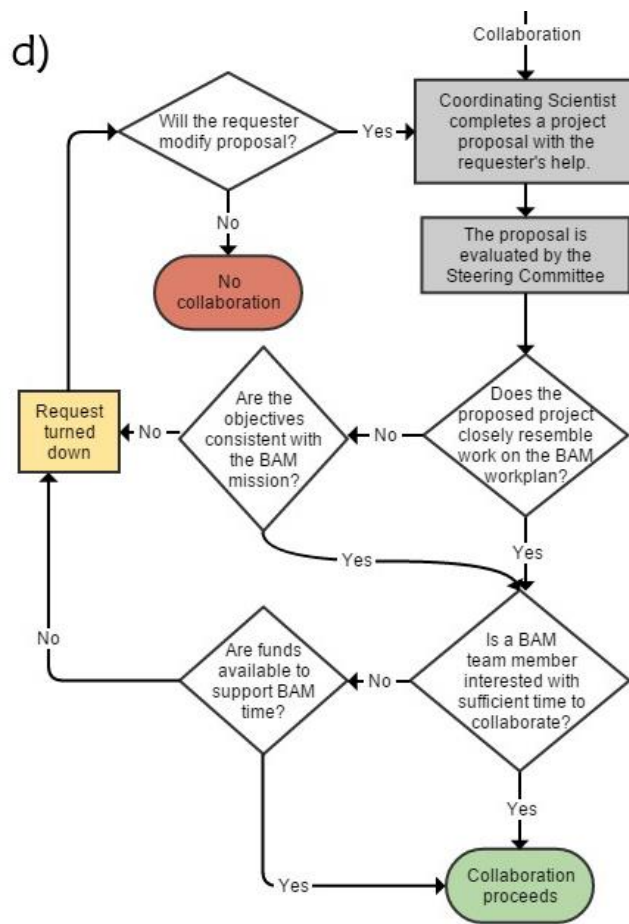 d)
Collaboration
Will the requester
modify proposal?
Yes
Coordinating Scientist
completes a project
proposal with the
requester's help.
No
No
collaboration
The proposal is
evaluated by the
Steering Committee
Request
turned
down
No
Are the
objectives
consistent with
the BAM
mission?
No
Does the
proposed project
closely resemble
work on the BAM
workplan?
Yes
Yes
No
Are funds
available to
support BAM
time?
No
Is a BAM
team member
interested with
sufficient time to
collaborate?
Yes
Yes
Collaboration
proceeds